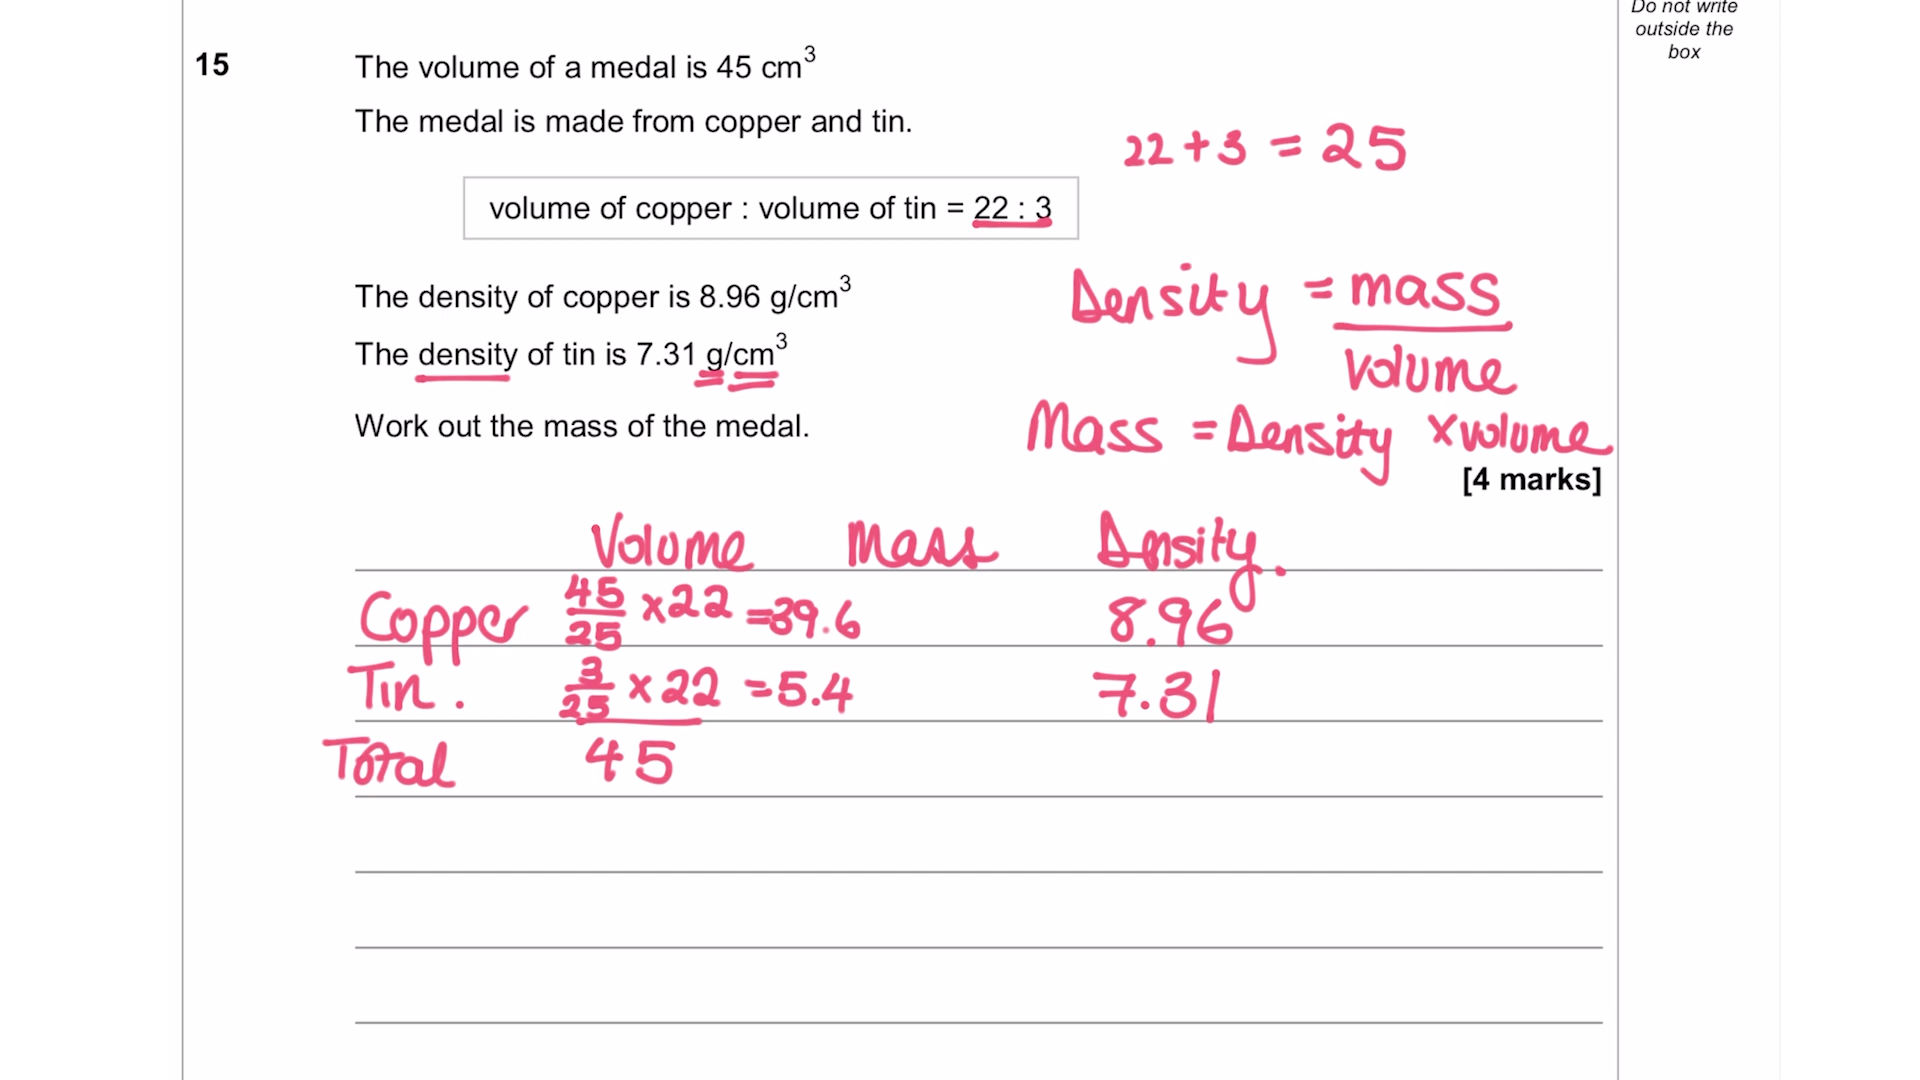 Do not write
outside the
box
15 The volume of a medal is 45 cm³
The medal is made from copper and tin.
22 + 3 = 25
volume of copper : volume of tin = 22 : 3
The density of copper is 8.96 g/cm³
Density = mass / volume
The density of tin is 7.31 g/cm³
Work out the mass of the medal.
Mass = Density × volume
[4 marks]
Volume Mass Density.
Copper 45/25 × 22 = 39.6 8.96
Tin. 3/25 × 22 = 5.4 7.31
Total 45